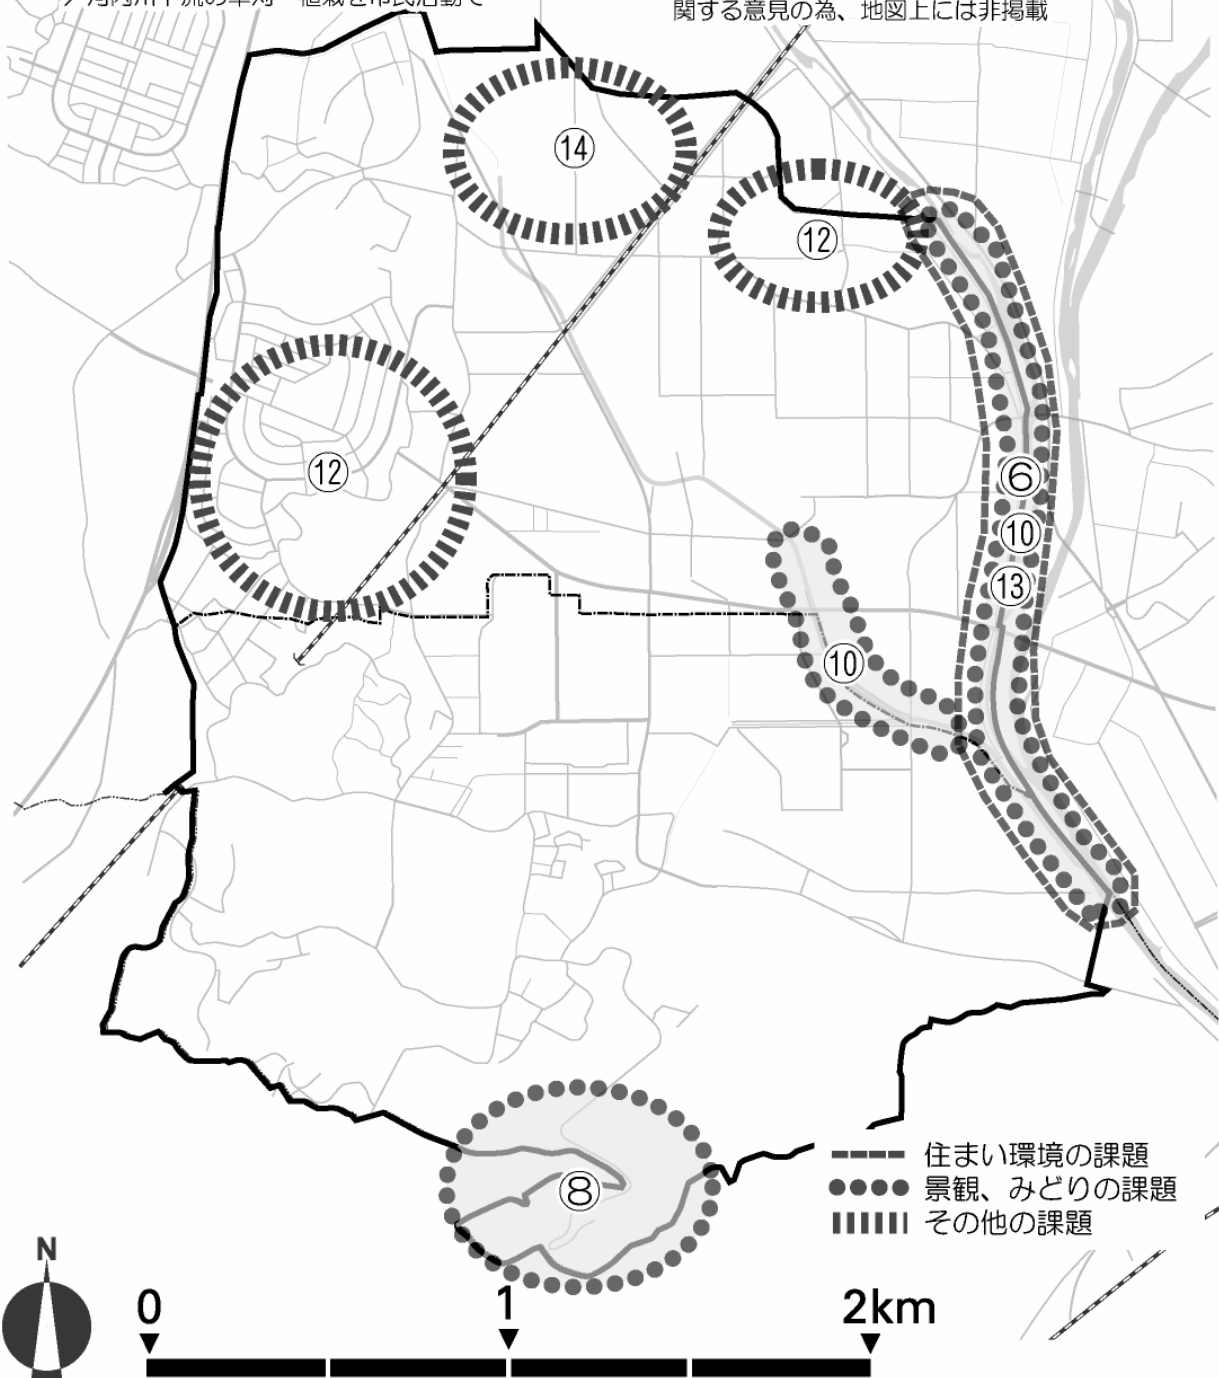 関する意見の為、地図上には非掲載
⑭
⑫
⑫
⑥
⑩
⑬
⑩
⑧
住まい環境の課題
景観、みどりの課題
その他の課題
N
0 1 2km